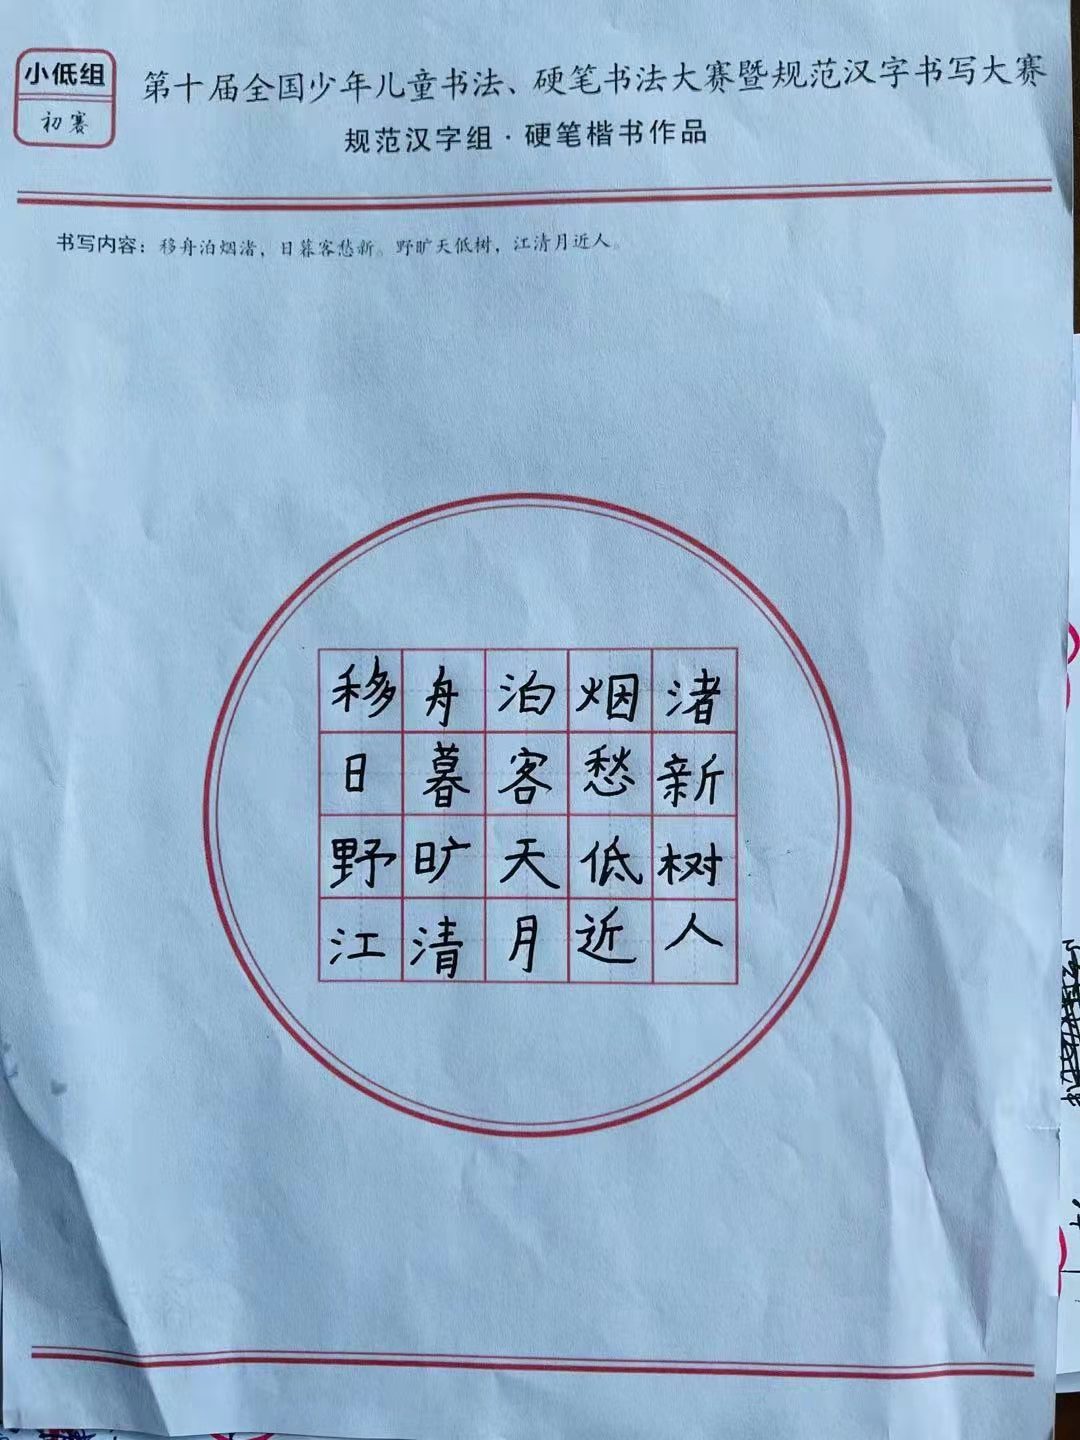 小低组
初赛
第十届全国少年儿童书法、硬笔书法大赛暨规范汉字书写大赛
规范汉字组·硬笔楷书作品
书写内容：移舟泊烟渚，日暮客愁新。野旷天低树，江清月近人。
移舟泊烟渚
日暮客愁新
野旷天低树
江清月近人